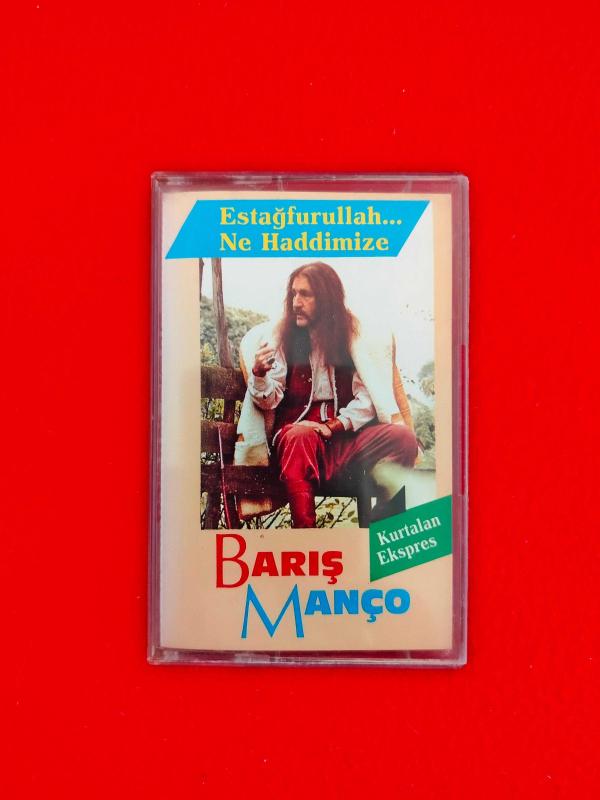 Estağfurullah...
Ne Haddimize
Kurtalan
Ekspres
BARIŞ
MANÇO